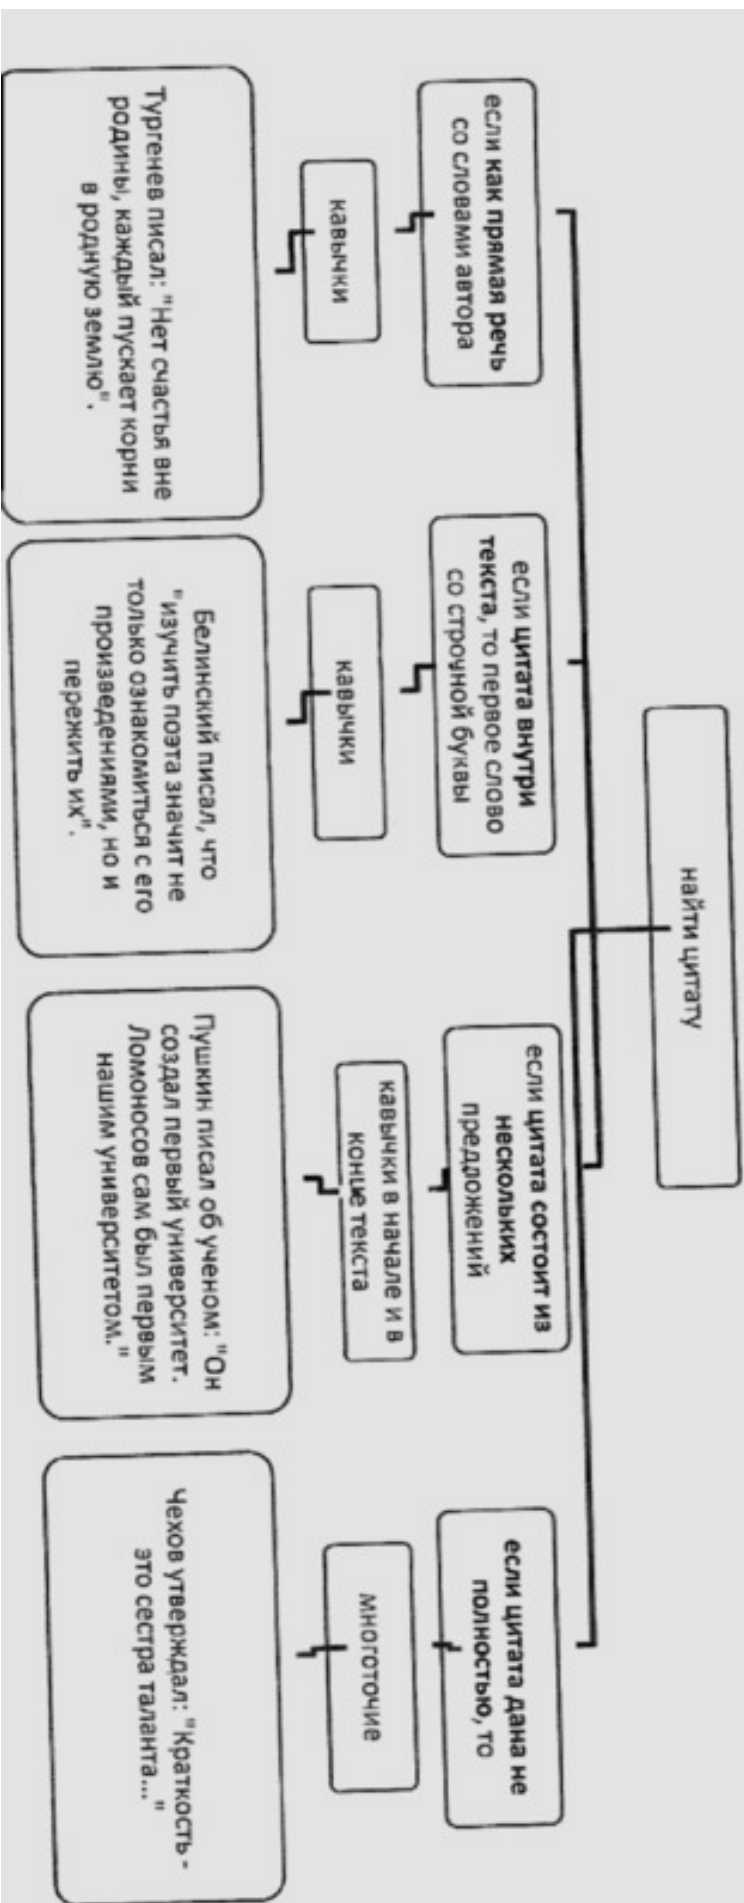 найти цитату
если как прямая речь
со словами автора
если цитата внутри
текста, то первое слово
со строчной буквы
если цитата состоит из
нескольких
предложений
если цитата дана не
полностью, то
кавычки
кавычки
кавычки в начале и в
конце текста
многоточие
Тургенев писал: "Нет счастья вне
родины, каждый пускает корни
в родную землю".
Белинский писал, что
"изучить поэта значит не
только ознакомиться с его
произведениями, но и
пережить их".
Пушкин писал об ученом: "Он
создал первый университет.
Ломоносов сам был первым
нашим университетом."
Чехов утверждал: "Краткость -
это сестра таланта..."